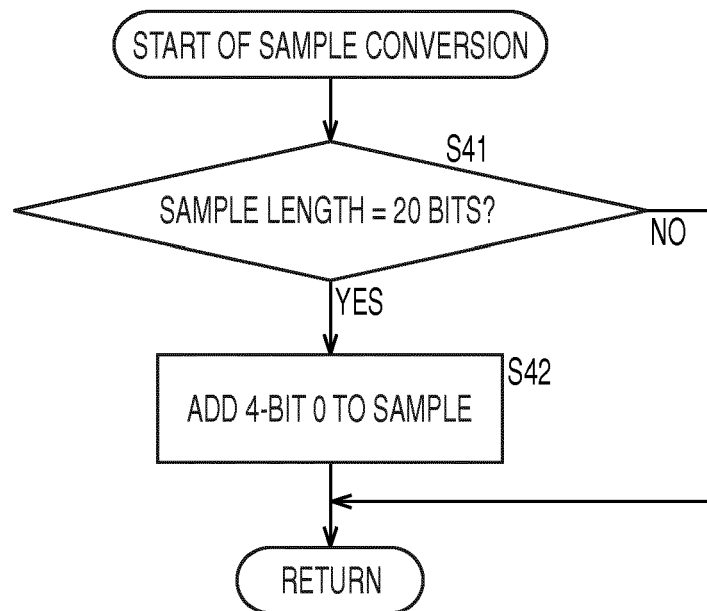 START OF SAMPLE CONVERSION
S41
SAMPLE LENGTH = 20 BITS?
NO
YES
S42
ADD 4-BIT 0 TO SAMPLE
RETURN